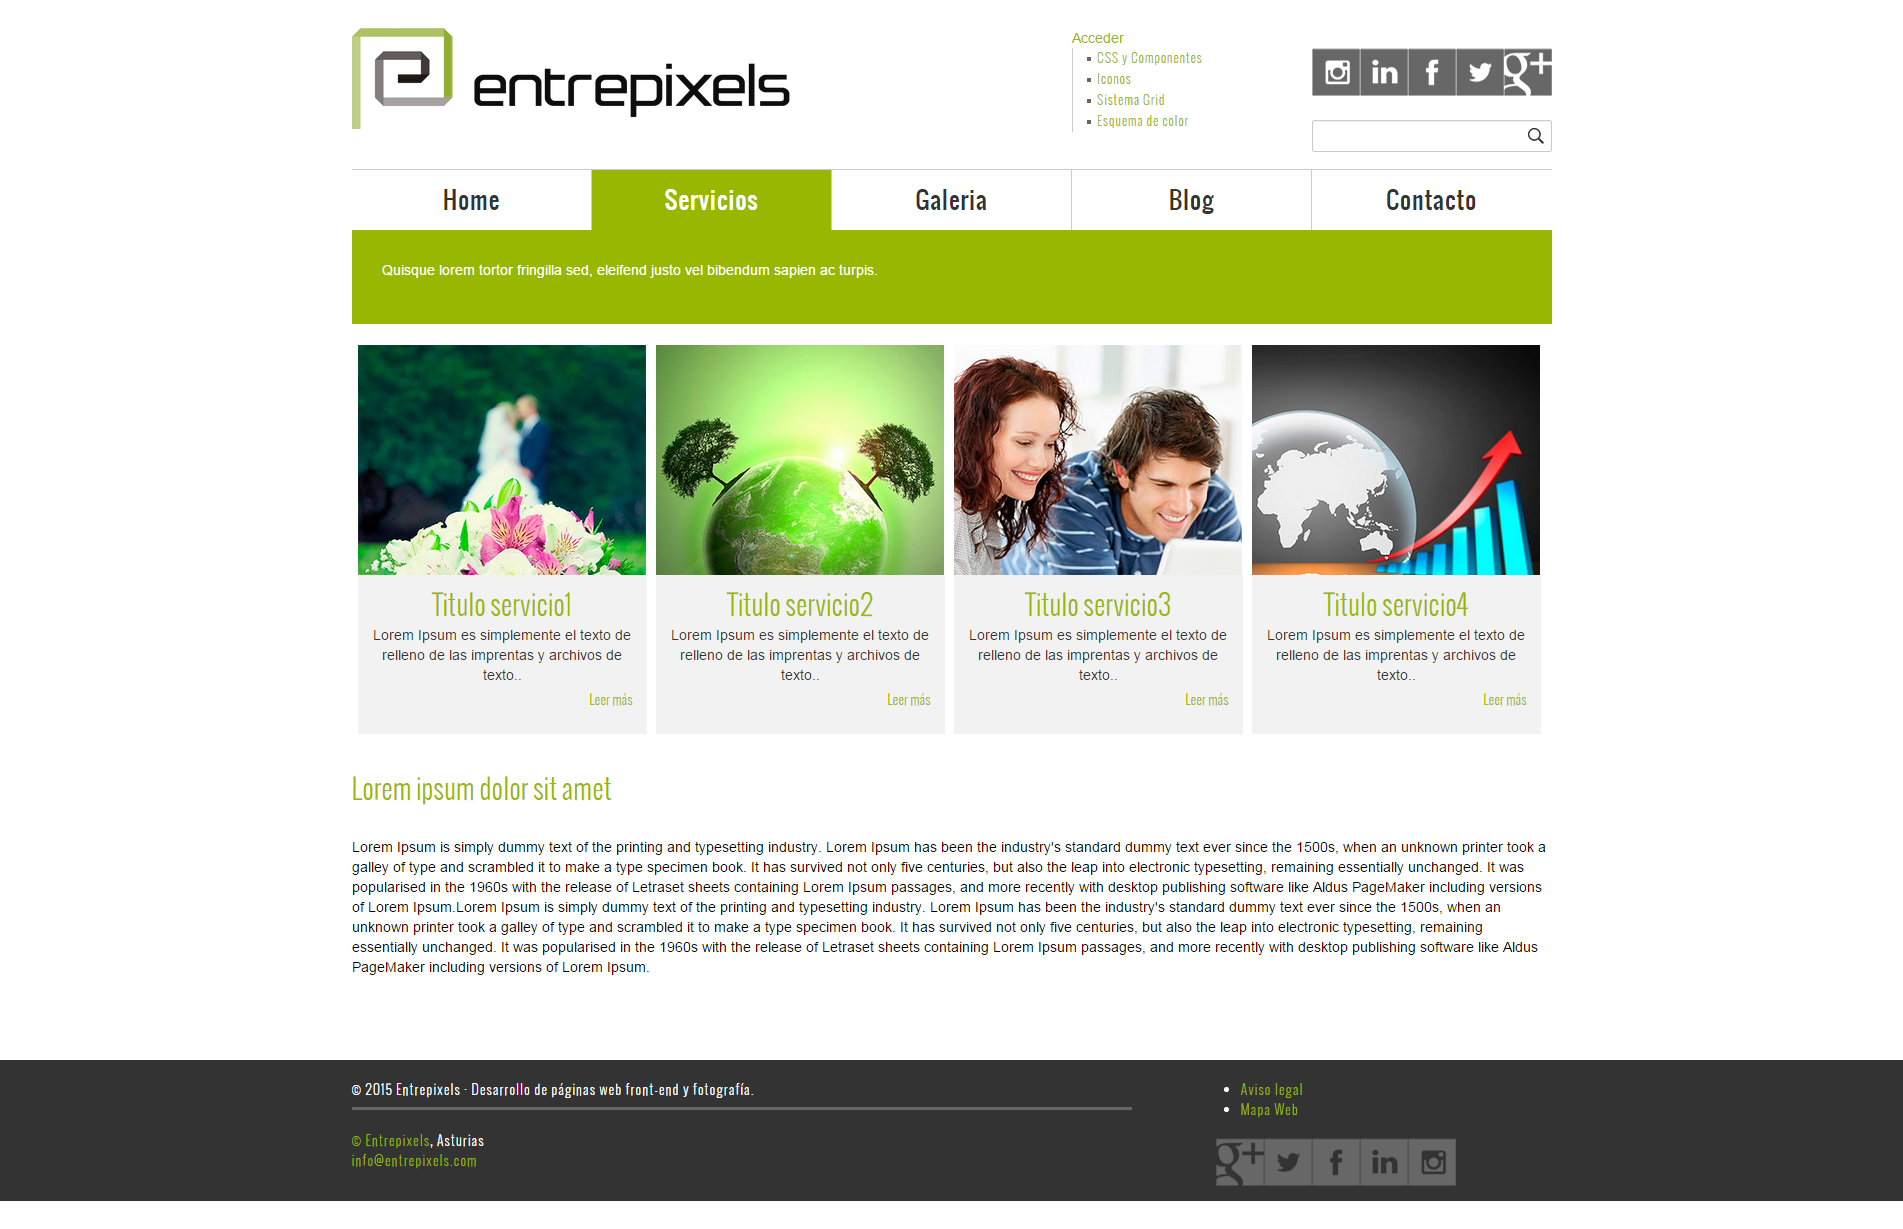 entrepixels
Acceder
CSS y Componentes
Iconos
Sistema Grid
Esquema de color
Home
Servicios
Galeria
Blog
Contacto
Quisque lorem tortor fringilla sed, eleifend justo vel bibendum sapien ac turpis.
Titulo servicio1
Lorem Ipsum es simplemente el texto de
relleno de las imprentas y archivos de
texto..
Leer más
Titulo servicio2
Lorem Ipsum es simplemente el texto de
relleno de las imprentas y archivos de
texto..
Leer más
Titulo servicio3
Lorem Ipsum es simplemente el texto de
relleno de las imprentas y archivos de
texto..
Leer más
Titulo servicio4
Lorem Ipsum es simplemente el texto de
relleno de las imprentas y archivos de
texto..
Leer más
Lorem ipsum dolor sit amet
Lorem Ipsum is simply dummy text of the printing and typesetting industry. Lorem Ipsum has been the industry's standard dummy text ever since the 1500s, when an unknown printer took a
galley of type and scrambled it to make a type specimen book. It has survived not only five centuries, but also the leap into electronic typesetting, remaining essentially unchanged. It was
popularised in the 1960s with the release of Letraset sheets containing Lorem Ipsum passages, and more recently with desktop publishing software like Aldus PageMaker including versions
of Lorem Ipsum.Lorem Ipsum is simply dummy text of the printing and typesetting industry. Lorem Ipsum has been the industry's standard dummy text ever since the 1500s, when an
unknown printer took a galley of type and scrambled it to make a type specimen book. It has survived not only five centuries, but also the leap into electronic typesetting, remaining
essentially unchanged. It was popularised in the 1960s with the release of Letraset sheets containing Lorem Ipsum passages, and more recently with desktop publishing software like Aldus
PageMaker including versions of Lorem Ipsum.
© 2015 Entrepixels - Desarrollo de páginas web front-end y fotografía.
© Entrepixels, Asturias
info@entrepixels.com
Aviso legal
Mapa Web